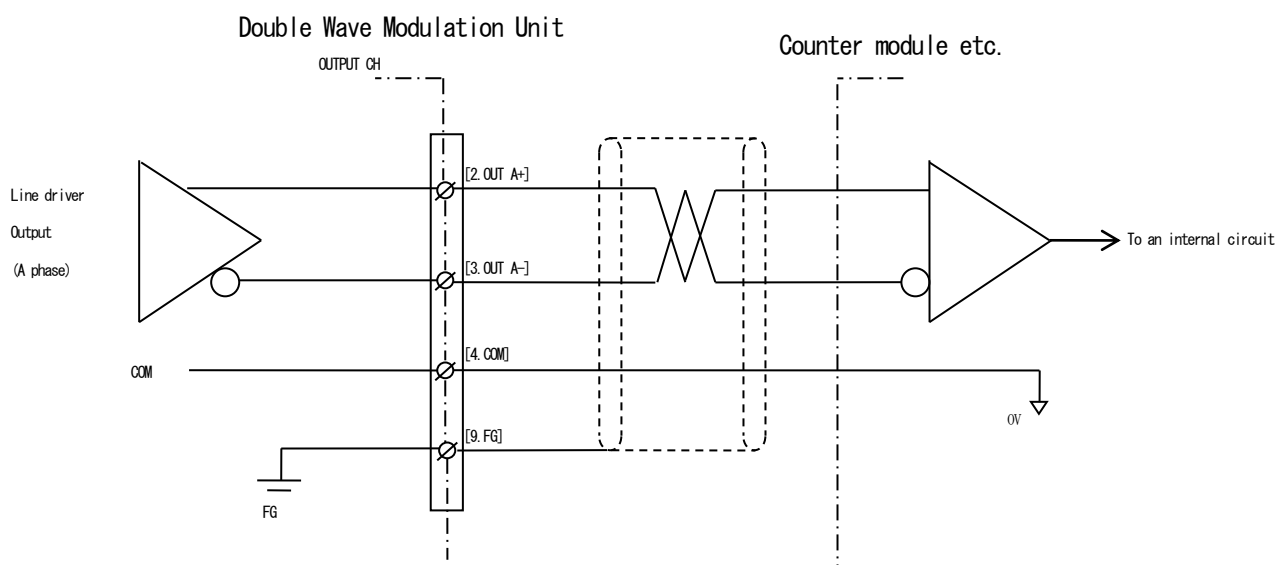 Double Wave Modulation Unit
Counter module etc.
OUTPUT CH
[2.OUT A+]
Line driver
Output
(A phase)
To an internal circuit
[3.OUT A-]
[4.COM]
COM
0V
[9.FG]
FG